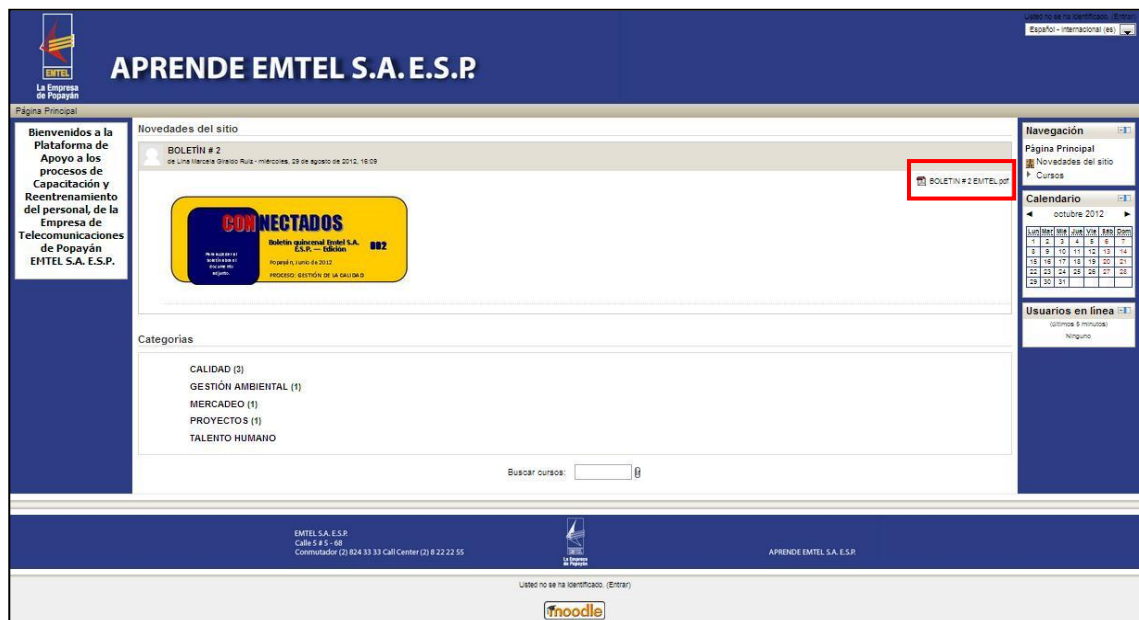 Usted no se ha identificado. (Entrar)
Español - Internacional (es)
EMTEL
La Empresa
de Popayán
APRENDE EMTEL S.A. E.S.P.
Página Principal
Bienvenidos a la
Plataforma de
Apoyo a los
procesos de
Capacitación y
Reentrenamiento
del personal, de la
Empresa de
Telecomunicaciones
de Popayán
EMTEL S.A. E.S.P.
Novedades del sitio
BOLETÍN # 2
de Lina Marcela Giraldo Ruiz - miércoles, 29 de agosto de 2012, 16:09
BOLETIN # 2 EMTEL.pdf
CONNECTADOS
Boletín quincenal Emtel S.A.
E.S.P. — Edición
002
Popayán, Junio de 2012
PROCESO: GESTIÓN DE LA CALIDAD
Categorías
CALIDAD (3)
GESTIÓN AMBIENTAL (1)
MERCADEO (1)
PROYECTOS (1)
TALENTO HUMANO
Buscar cursos:
Navegación
Página Principal
Novedades del sitio
Cursos
Calendario
◄ octubre 2012 ►
Lun Mar Mié Jue Vie Sáb Dom
1 2 3 4 5 6 7
8 9 10 11 12 13 14
15 16 17 18 19 20 21
22 23 24 25 26 27 28
29 30 31
Usuarios en línea
(últimos 5 minutos)
Ninguno
EMTEL S.A. E.S.P.
Calle 5 # 5 - 68
Conmutador (2) 824 33 33 Call Center (2) 8 22 22 55
EMTEL
La Empresa
de Popayán
APRENDE EMTEL S.A. E.S.P.
Usted no se ha identificado. (Entrar)
moodle